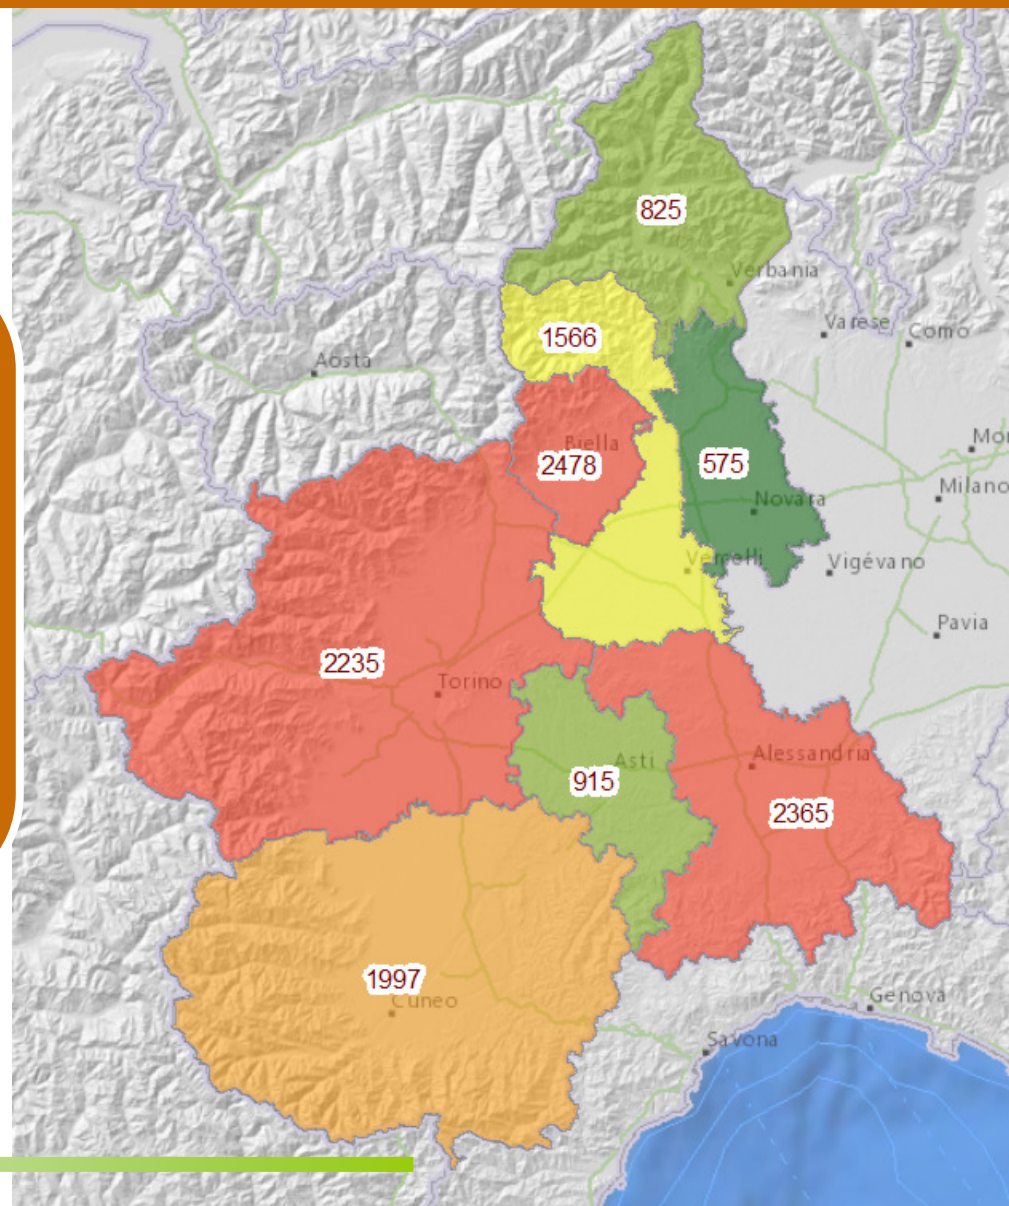 825
Verbania
Varese
Como
1566
Aosta
Biella
2478
575
Mor
Milano
Novara
Vercelli
Vigévano
Pavia
2235
Torino
Asti
915
Alessandria
2365
1997
Cuneo
Genova
Savona